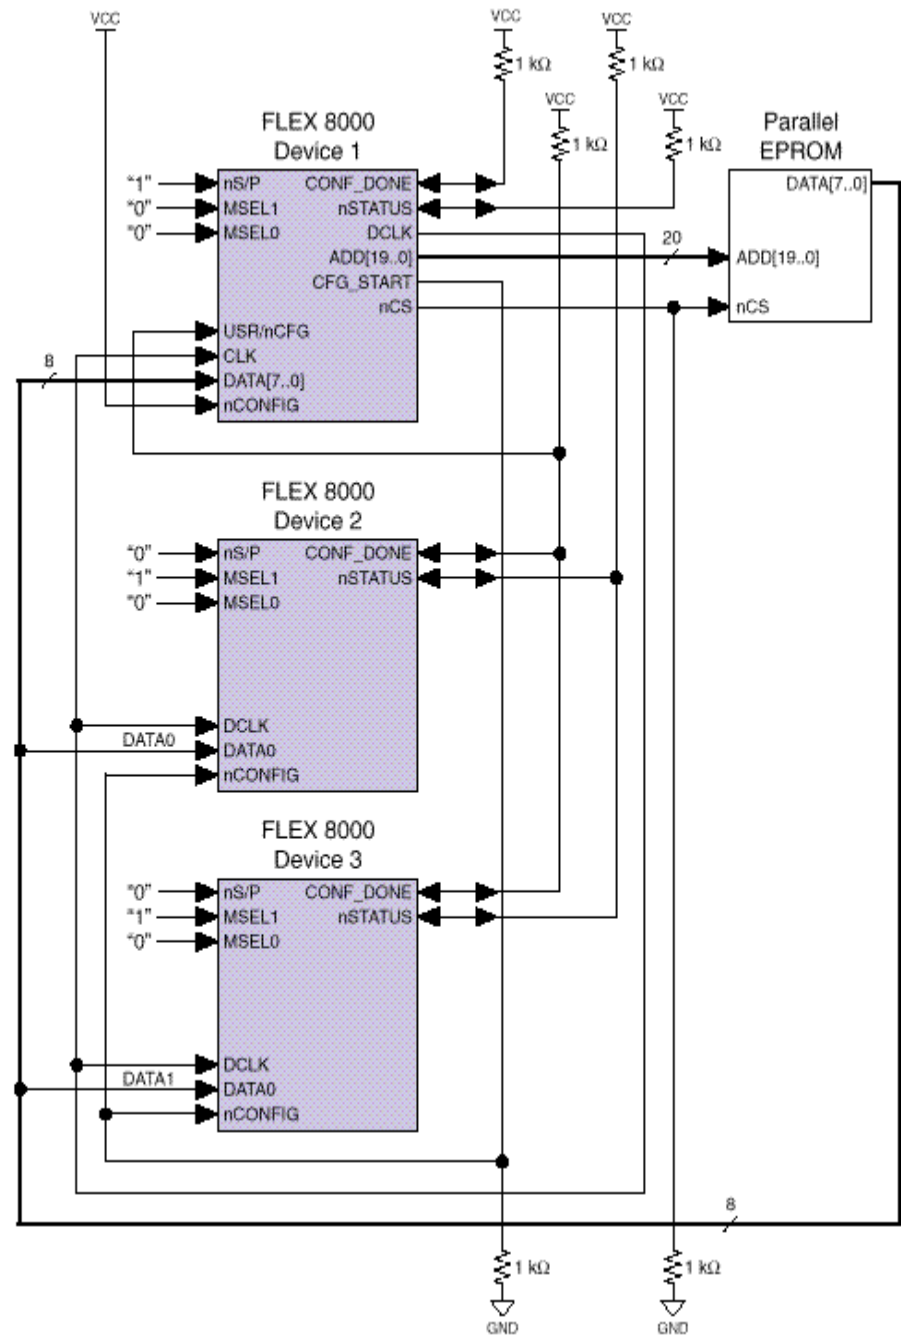 VCC
VCC
VCC
1 kΩ
1 kΩ
VCC
VCC
1 kΩ
1 kΩ
FLEX 8000
Device 1
"1"
nS/P
CONF_DONE
"0"
MSEL1
nSTATUS
"0"
MSEL0
DCLK
ADD[19..0]
CFG_START
nCS
USR/nCFG
CLK
8
DATA[7..0]
nCONFIG
Parallel
EPROM
DATA[7..0]
20
ADD[19..0]
nCS
FLEX 8000
Device 2
"0"
nS/P
CONF_DONE
"1"
MSEL1
nSTATUS
"0"
MSEL0
DCLK
DATA0
DATA0
nCONFIG
FLEX 8000
Device 3
"0"
nS/P
CONF_DONE
"1"
MSEL1
nSTATUS
"0"
MSEL0
DCLK
DATA1
DATA0
nCONFIG
8
1 kΩ
1 kΩ
GND
GND